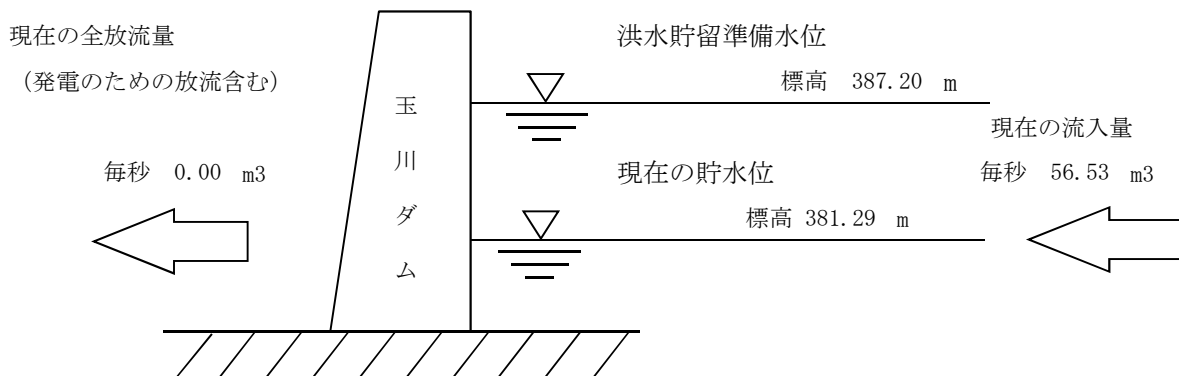 現在の全放流量
（発電のための放流含む）
毎秒 0.00 m3
玉川ダム
洪水貯留準備水位
標高 387.20 m
現在の貯水位
標高 381.29 m
現在の流入量
毎秒 56.53 m3